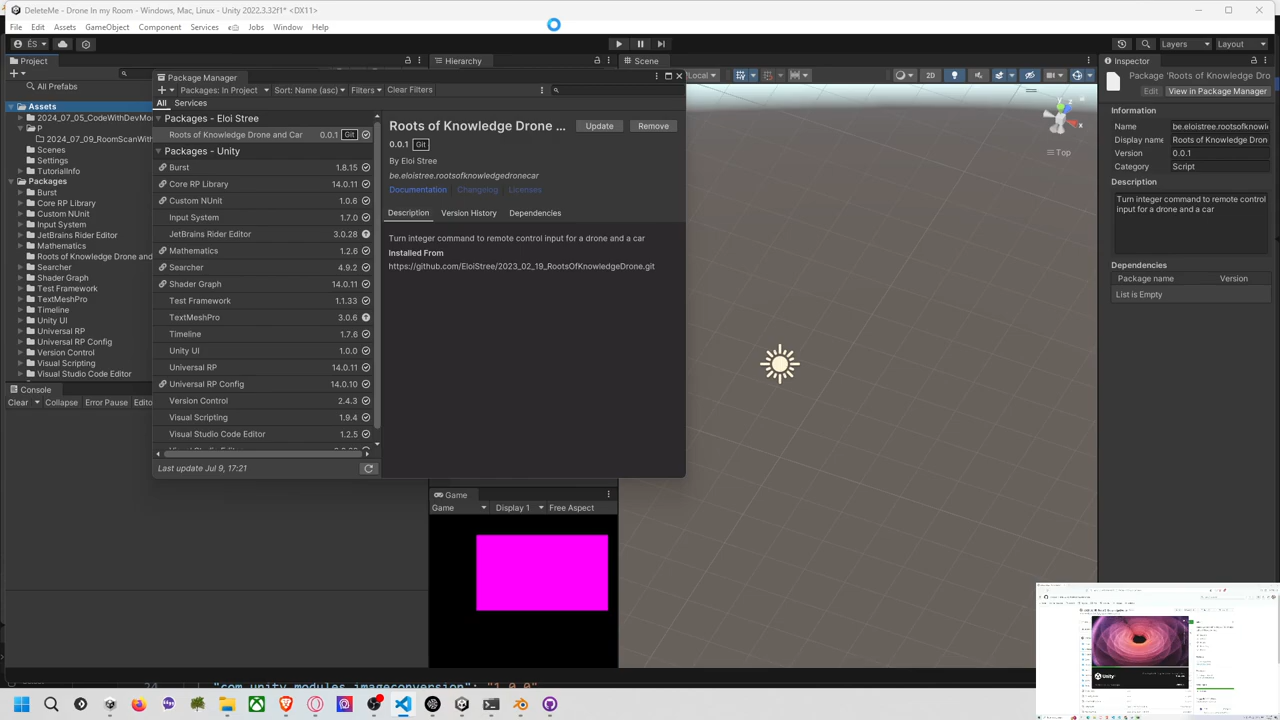 DeleteMe - Drone In my Room - Windows, Mac, Linux - Unity 2022.3.32f1* <DX11>
File Edit Assets GameObject Component Services Jobs Window Help
ÉS
Layers Layout
Project
All Prefabs
Assets
2024_07_05_CodeWithDevMo
P
2024_07_09_RoomScanWith
Scenes
Settings
TutorialInfo
Packages
Burst
Core RP Library
Custom NUnit
Input System
JetBrains Rider Editor
Mathematics
Roots of Knowledge Drone and
Searcher
Shader Graph
Test Framework
TextMeshPro
Timeline
Unity UI
Universal RP
Universal RP Config
Version Control
Visual Scripting
Visual Studio Code Editor
Console
Clear Collapse Error Pause Edito
Hierarchy
Package Manager
Packages: In Project Sort: Name (asc) Filters Clear Filters
All Services
Packages - Eloi Stree
Roots of Knowledge Drone and Car 0.0.1 Git
Packages - Unity
Burst 1.8.15
Core RP Library 14.0.11
Custom NUnit 1.0.6
Input System 1.7.0
JetBrains Rider Editor 3.0.28
Mathematics 1.2.6
Searcher 4.9.2
Shader Graph 14.0.11
Test Framework 1.1.33
TextMeshPro 3.0.6
Timeline 1.7.6
Unity UI 1.0.0
Universal RP 14.0.11
Universal RP Config 14.0.10
Version Control 2.4.3
Visual Scripting 1.9.4
Visual Studio Code Editor 1.2.5
Last update Jul 9, 17:21
Roots of Knowledge Drone ... Update Remove
0.0.1 Git
By Eloi Stree
be.eloistree.rootsofknowledgedronecar
Documentation Changelog Licenses
Description Version History Dependencies
Turn integer command to remote control input for a drone and a car
Installed From
https://github.com/EloiStree/2023_02_19_RootsOfKnowledgeDrone.git
Scene
Local 2D
y
x
Top
Game
Game Display 1 Free Aspect
Inspector
Package 'Roots of Knowledge Dro
Edit View in Package Manager
Information
Name be.eloistree.rootsofknowl
Display name Roots of Knowledge Dron
Version 0.0.1
Category Script
Description
Turn integer command to remote control
input for a drone and a car
Dependencies
Package name Version
List is Empty
Unity